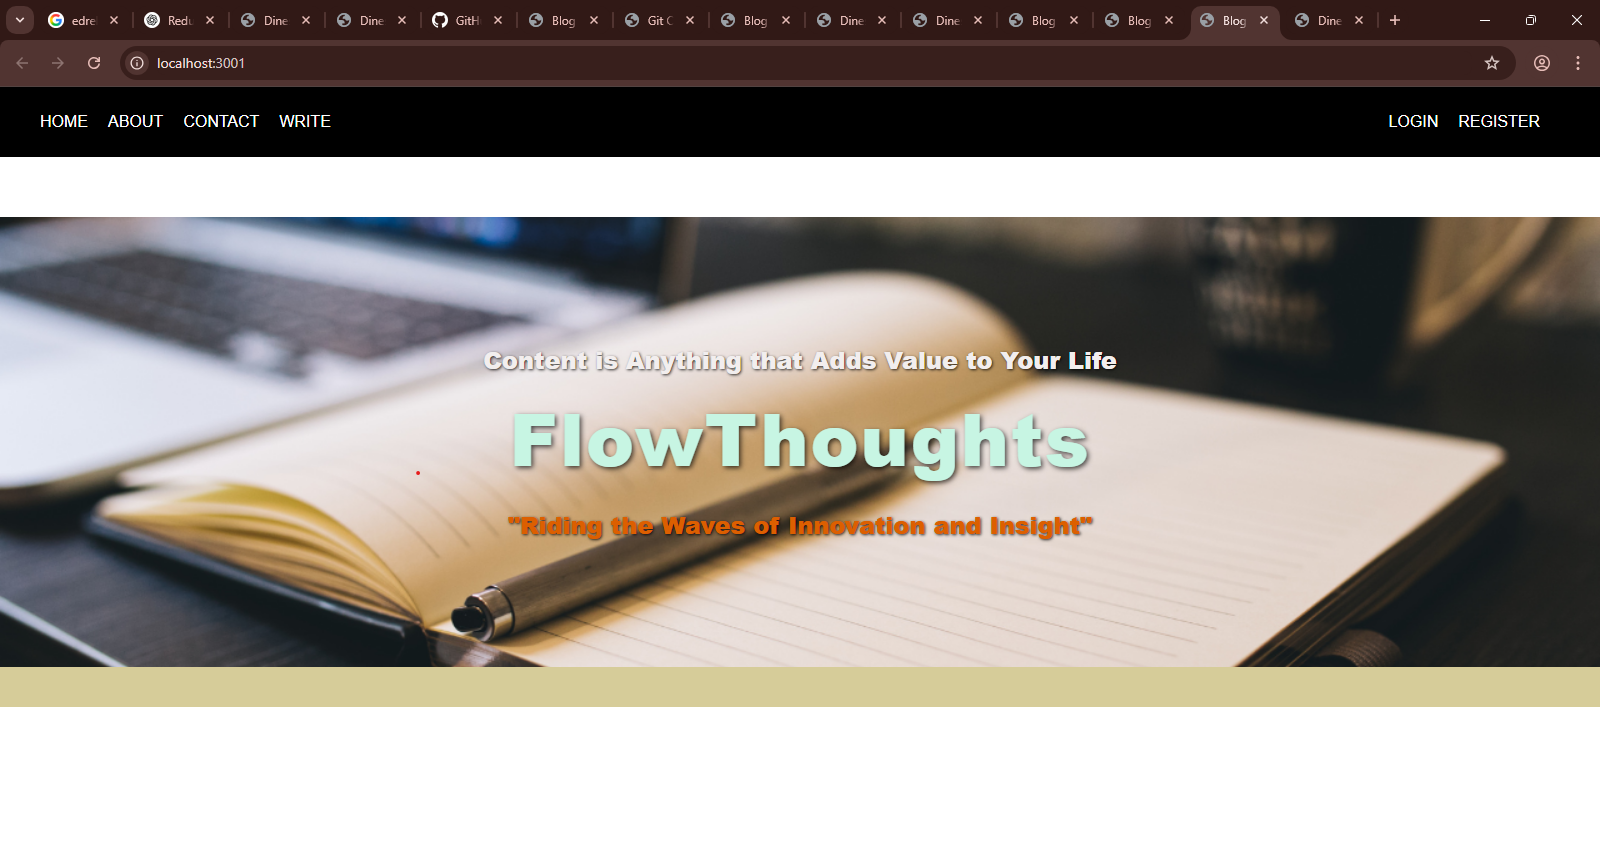 edre
Redu
Dine
Dine
GitH
Blog
Git C
Blog
Dine
Dine
Blog
Blog
Blog
Dine
localhost:3001
HOME ABOUT CONTACT WRITE LOGIN REGISTER
Content is Anything that Adds Value to Your Life
FlowThoughts
"Riding the Waves of Innovation and Insight"